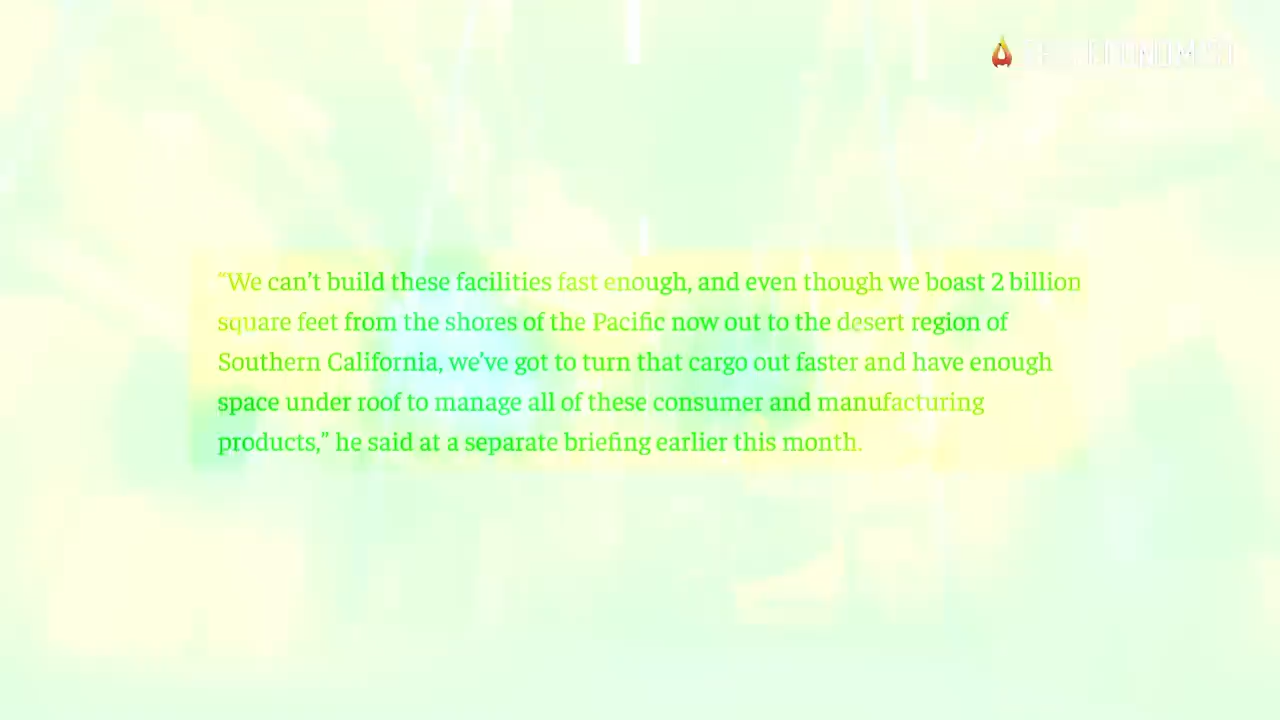 ECONOMIST
“We can’t build these facilities fast enough, and even though we boast 2 billion
square feet from the shores of the Pacific now out to the desert region of
Southern California, we’ve got to turn that cargo out faster and have enough
space under roof to manage all of these consumer and manufacturing
products,” he said at a separate briefing earlier this month.